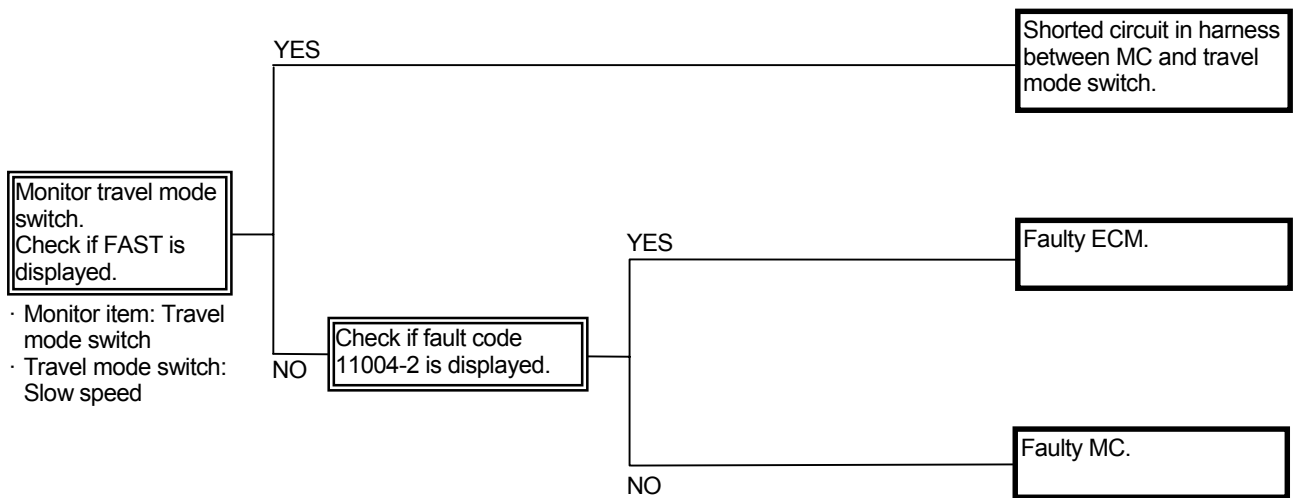 YES
Shorted circuit in harness
between MC and travel
mode switch.
Monitor travel mode
switch.
Check if FAST is
displayed.
· Monitor item: Travel
mode switch
· Travel mode switch:
Slow speed
NO
Check if fault code
11004-2 is displayed.
YES
Faulty ECM.
NO
Faulty MC.